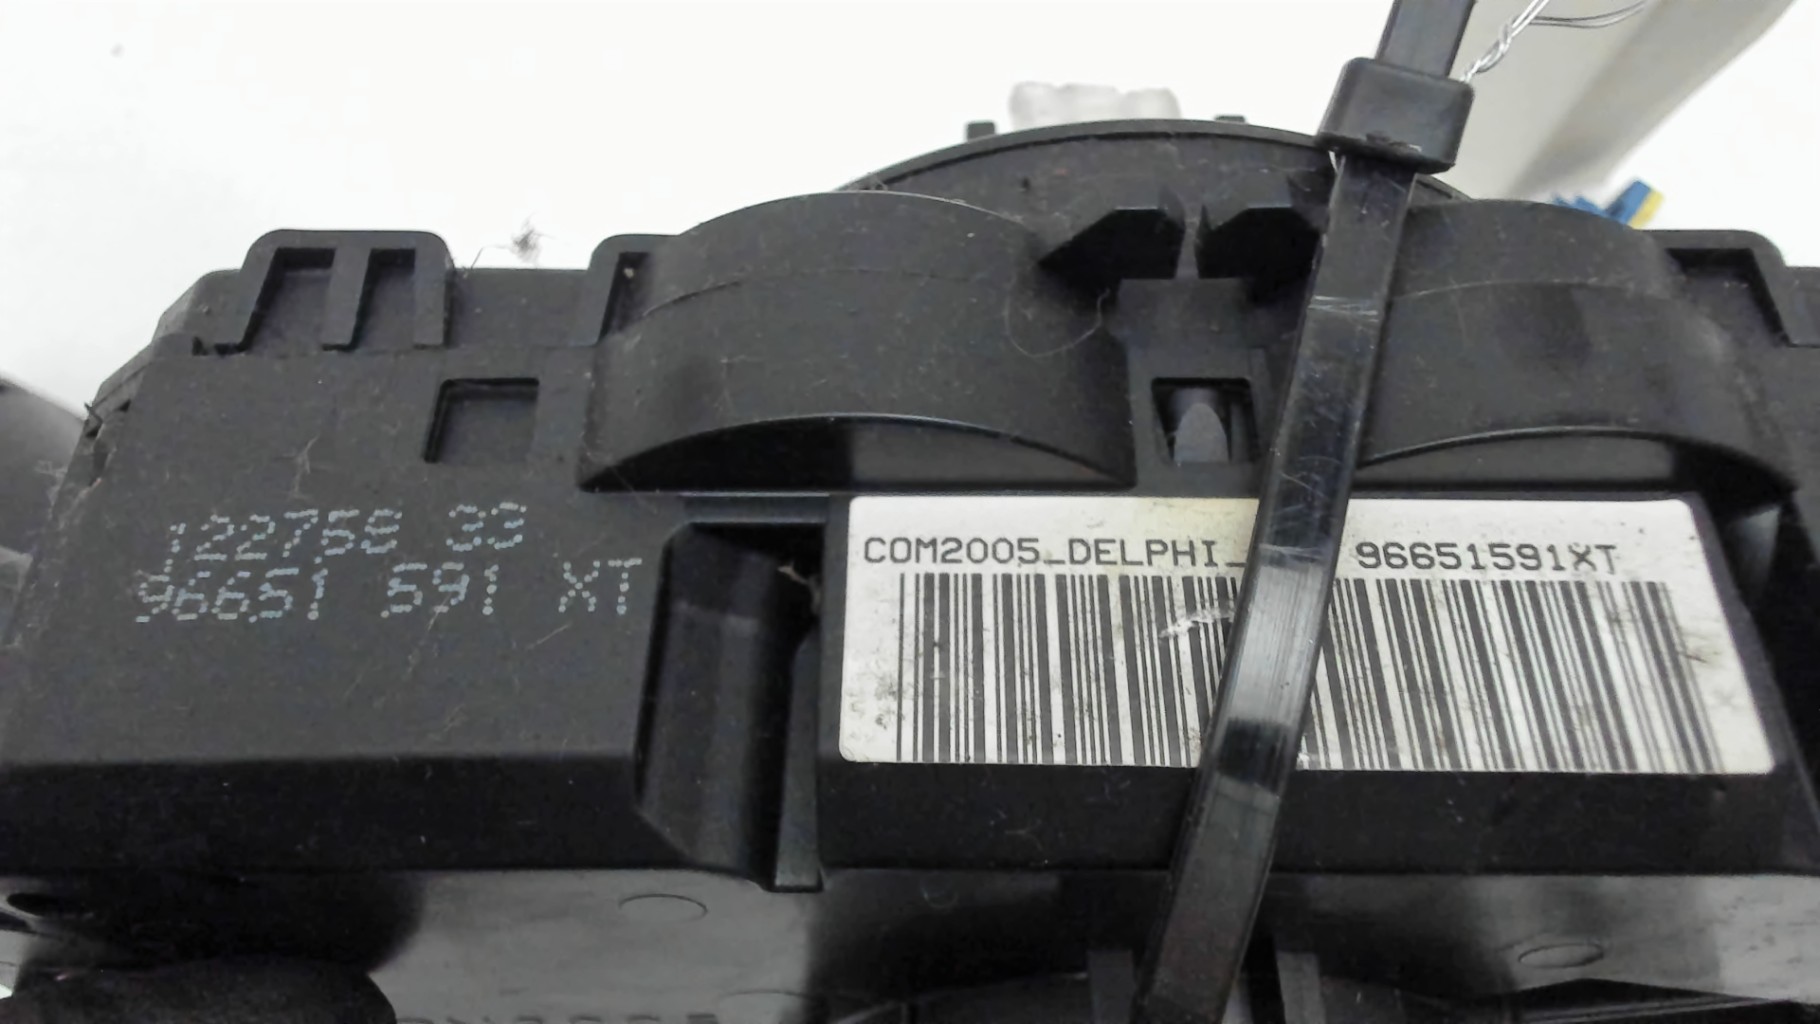 122758 33
96651 591 XT
COM2005_DELPHI_ 96651591XT